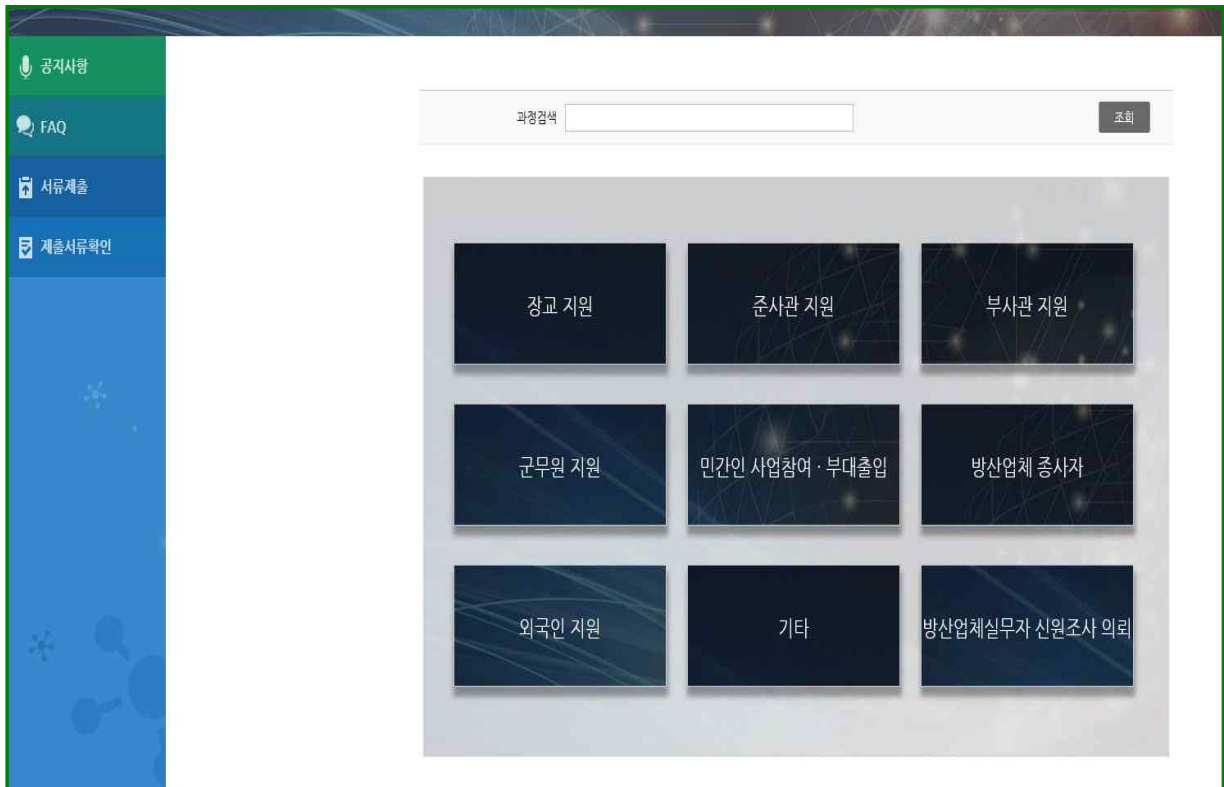 공지사항
FAQ
서류제출
제출서류확인
과정검색
조회
장교 지원
준사관 지원
부사관 지원
군무원 지원
민간인 사업참여 · 부대출입
방산업체 종사자
외국인 지원
기타
방산업체실무자 신원조사 의뢰